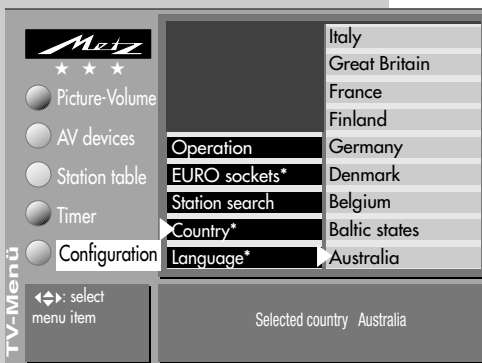 Metz
Picture-Volume
AV devices
Station table
Timer
Configuration
Operation
EURO sockets*
Station search
Country*
Language*
Italy
Great Britain
France
Finland
Germany
Denmark
Belgium
Baltic states
Australia
TV-Menü
: select
menu item
Selected country Australia